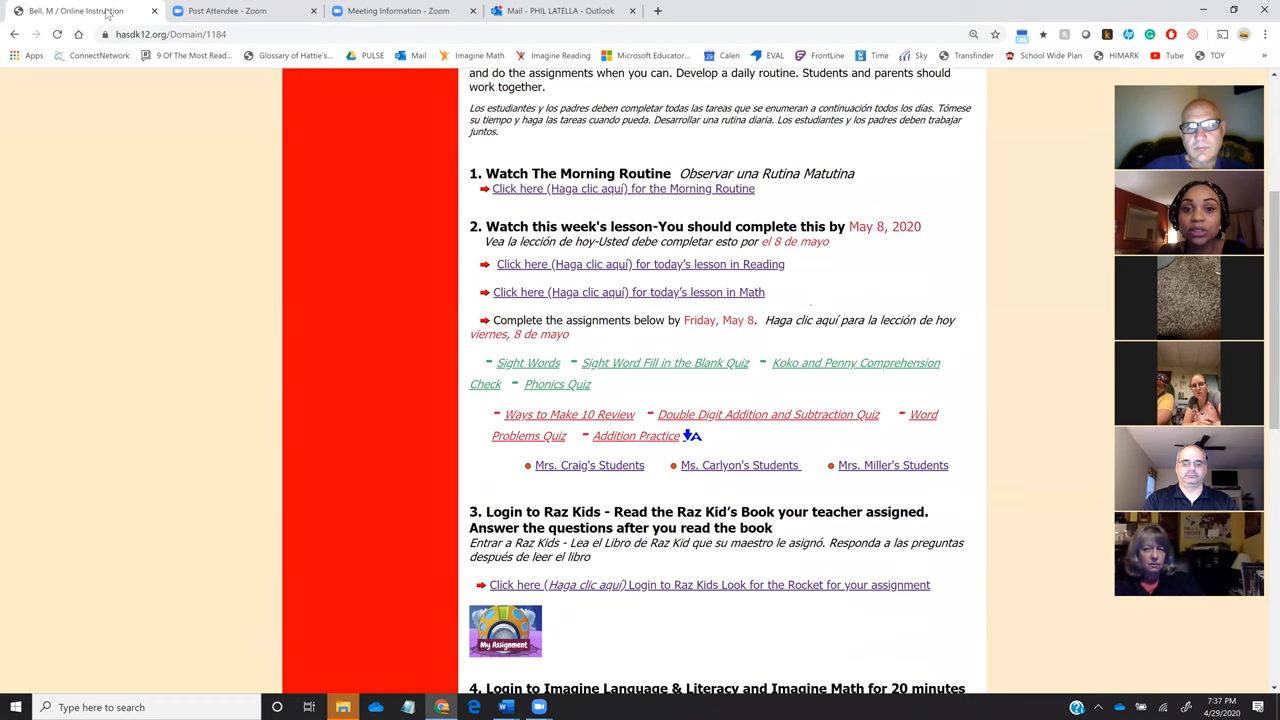 Bell, M / Online Instruction
Post Attendee - Zoom
Meeting Information - Zoom
Mail - PHIL LATELLA - Outlook
hasdk12.org/Domain/1184
Apps ConnectNetwork 9 Of The Most Read... Glossary of Hattie's... PULSE Mail Imagine Math Imagine Reading Microsoft Educator... Calen EVAL FrontLine Time Sky Transfinder School Wide Plan HIMARK Tube TOY »
and do the assignments when you can. Develop a daily routine. Students and parents should
work together.
Los estudiantes y los padres deben completar todas las tareas que se enumeran a continuación todos los días. Tómese
su tiempo y haga las tareas cuando pueda. Desarrollar una rutina diaria. Los estudiantes y los padres deben trabajar
juntos.
1. Watch The Morning Routine Observar una Rutina Matutina
Click here (Haga clic aquí) for the Morning Routine
2. Watch this week's lesson-You should complete this by May 8, 2020
Vea la lección de hoy-Usted debe completar esto por el 8 de mayo
Click here (Haga clic aquí) for today's lesson in Reading
Click here (Haga clic aquí) for today's lesson in Math
Complete the assignments below by Friday, May 8. Haga clic aquí para la lección de hoy
viernes, 8 de mayo
- Sight Words - Sight Word Fill in the Blank Quiz - Koko and Penny Comprehension
Check - Phonics Quiz
- Ways to Make 10 Review - Double Digit Addition and Subtraction Quiz - Word
Problems Quiz - Addition Practice A
Mrs. Craig's Students Ms. Carlyon's Students Mrs. Miller's Students
3. Login to Raz Kids - Read the Raz Kid's Book your teacher assigned.
Answer the questions after you read the book
Entrar a Raz Kids - Lea el Libro de Raz Kid que su maestro le asignó. Responda a las preguntas
después de leer el libro
Click here (Haga clic aquí) Login to Raz Kids Look for the Rocket for your assignment
My Assignment
4. Login to Imagine Language & Literacy and Imagine Math for 20 minutes
Type here to search
7:37 PM
4/29/2020